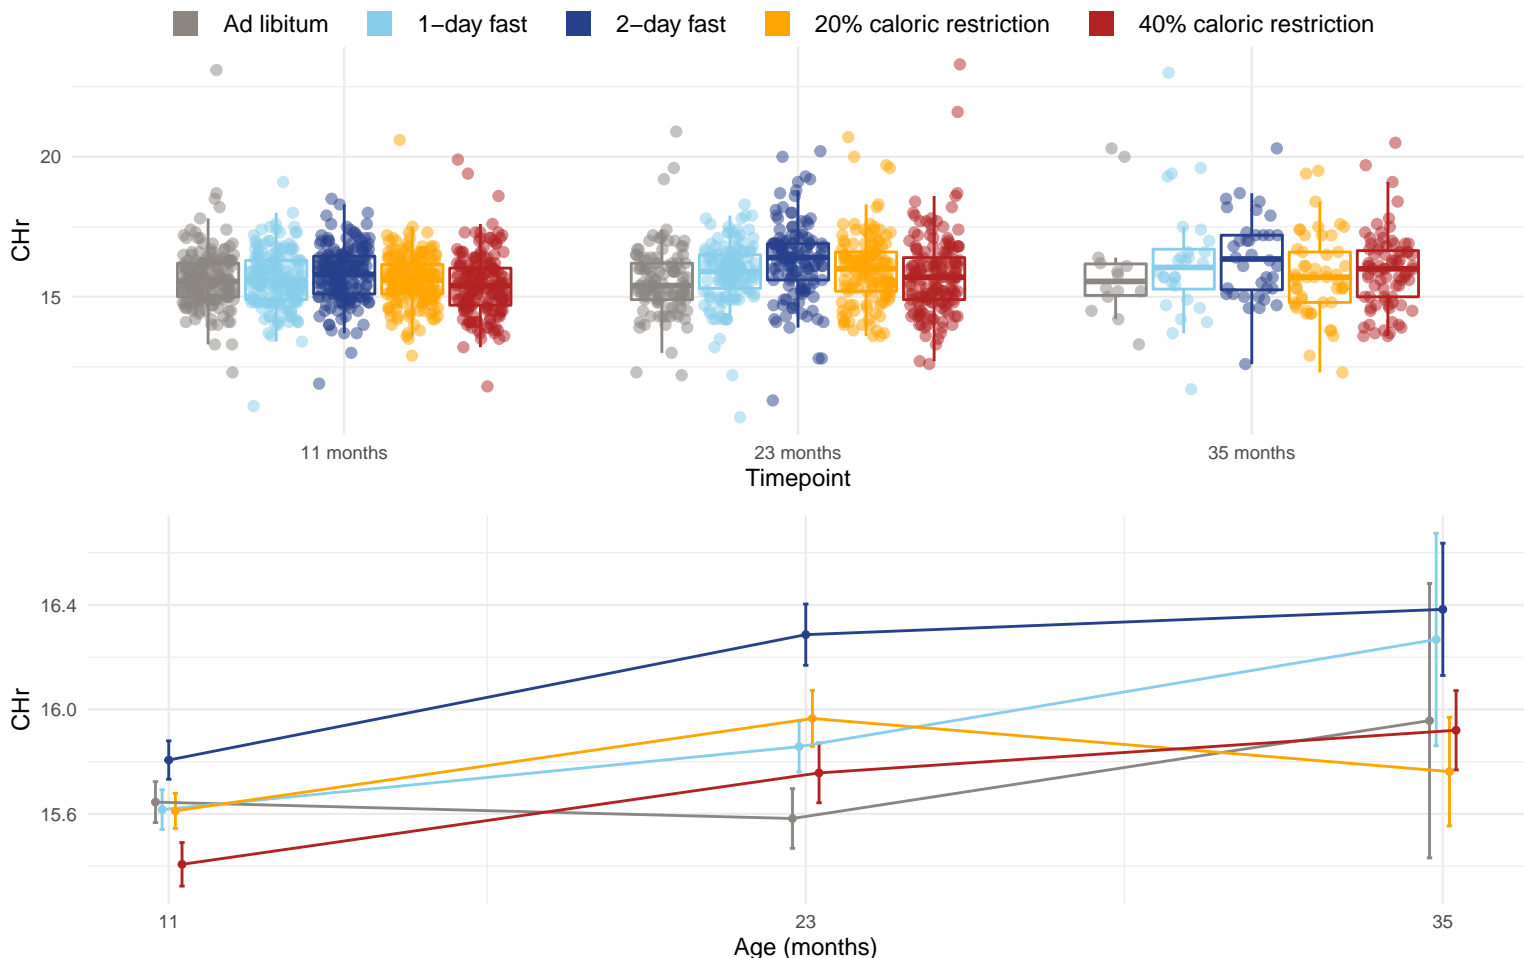 Ad libitum 1−day fast 2−day fast 20% caloric restriction 40% caloric restriction
CHr
20
15
11 months 23 months 35 months
Timepoint
CHr
16.4
16.0
15.6
11 23 35
Age (months)